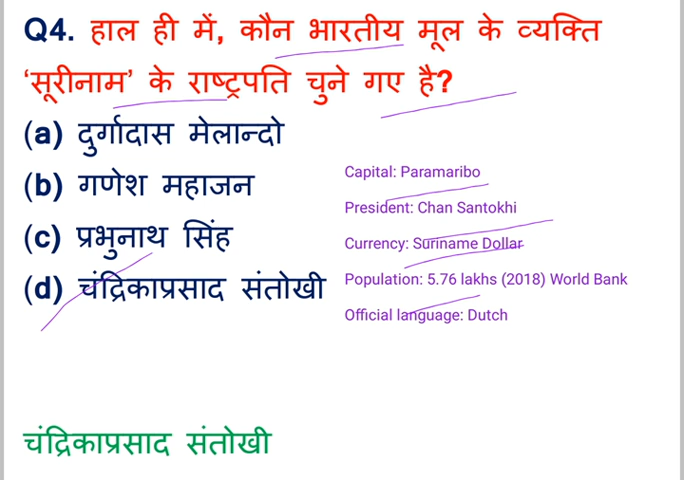 Q4. हाल ही में, कौन भारतीय मूल के व्यक्ति
‘सूरीनाम’ के राष्ट्रपति चुने गए है?
(a) दुर्गादास मेलान्दो
(b) गणेश महाजन
(c) प्रभुनाथ सिंह
(d) चंद्रिकाप्रसाद संतोखी
Capital: Paramaribo
President: Chan Santokhi
Currency: Suriname Dollar
Population: 5.76 lakhs (2018) World Bank
Official language: Dutch
चंद्रिकाप्रसाद संतोखी